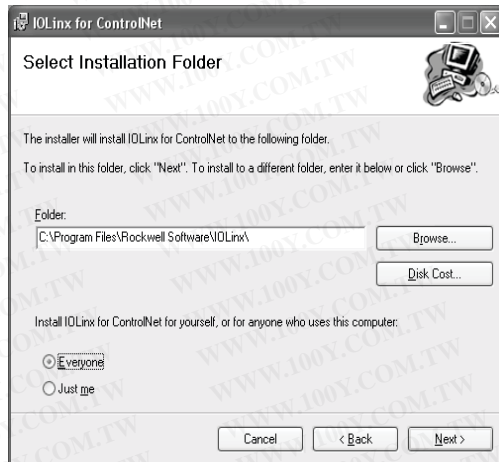 IOLinx for ControlNet
Select Installation Folder
The installer will install IOLinx for ControlNet to the following folder.
To install in this folder, click "Next". To install to a different folder, enter it below or click "Browse".
Folder:
C:\Program Files\Rockwell Software\IOLinx\
Browse...
Disk Cost...
Install IOLinx for ControlNet for yourself, or for anyone who uses this computer:
Everyone
Just me
Cancel
< Back
Next >
WWW.100Y.COM.TW